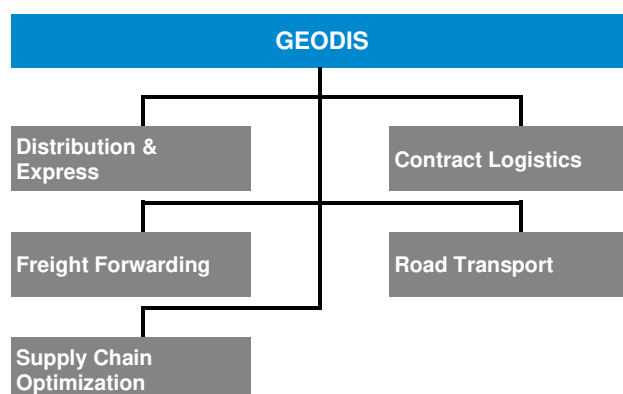 GEODIS
Distribution &
Express
Contract Logistics
Freight Forwarding
Road Transport
Supply Chain
Optimization